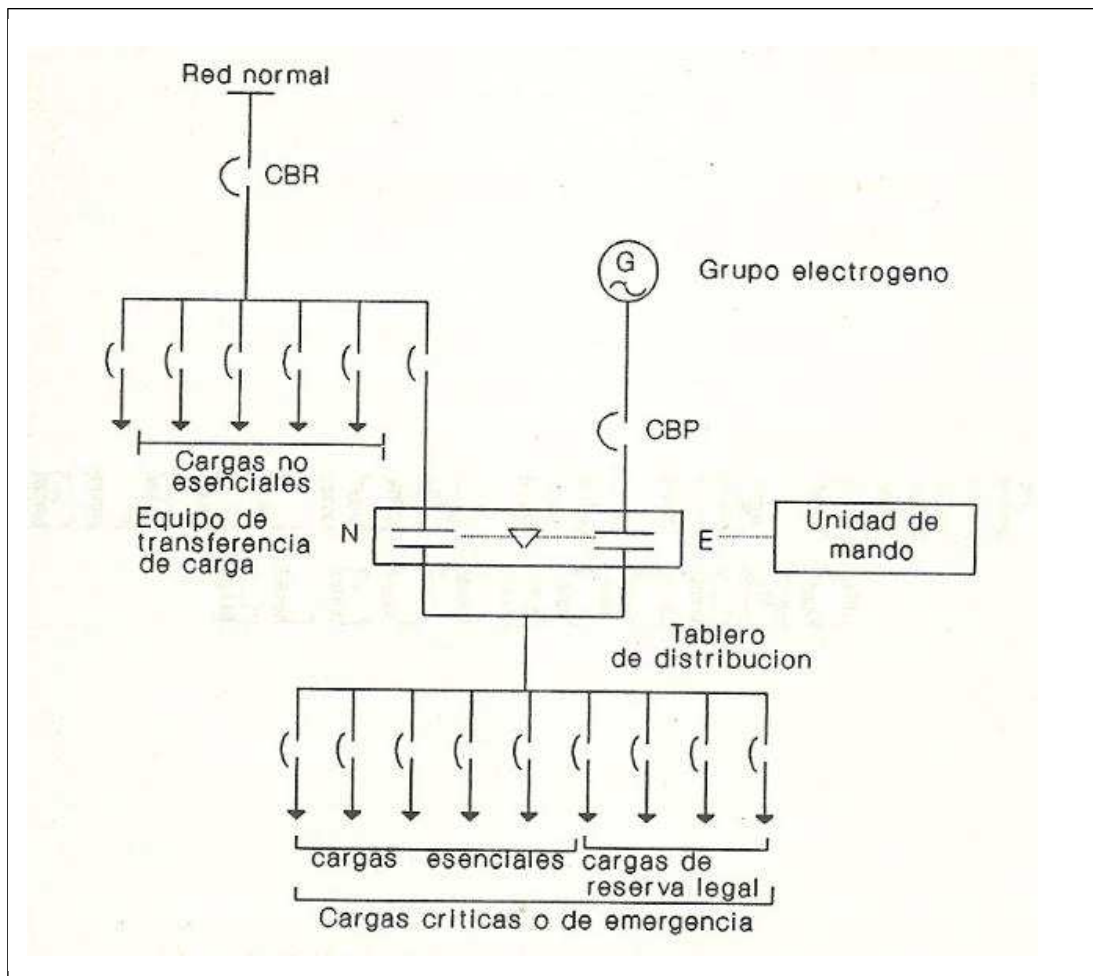 Red normal
CBR
G
Grupo electrogeno
CBP
Cargas no
esenciales
Equipo de
transferencia
de carga
N
E
Unidad de
mando
Tablero
de distribucion
cargas esenciales
cargas de
reserva legal
Cargas críticas o de emergencia